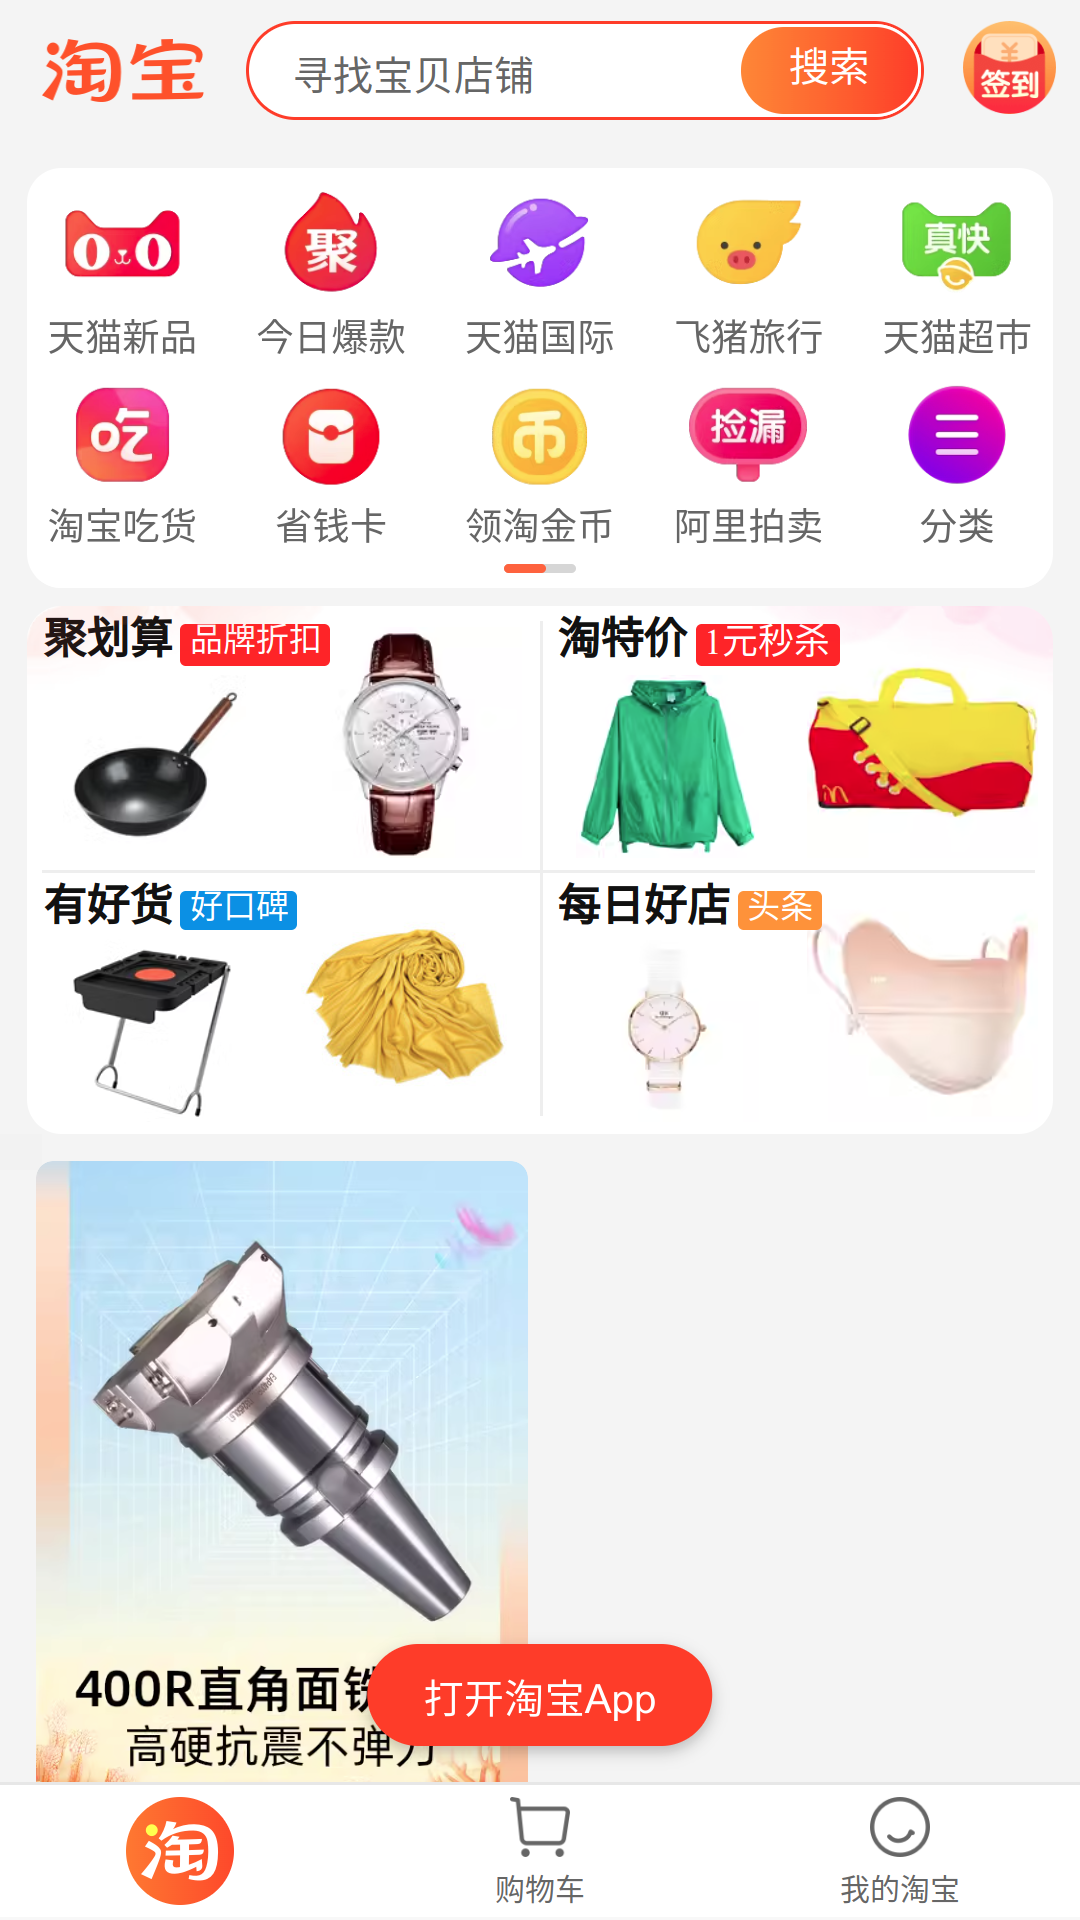 淘宝
寻找宝贝店铺
搜索
¥
签到
聚
真快
天猫新品
今日爆款
天猫国际
飞猪旅行
天猫超市
吃
币
捡漏
淘宝吃货
省钱卡
领淘金币
阿里拍卖
分类
聚划算 品牌折扣
淘特价 1元秒杀
有好货 好口碑
每日好店 头条
400R直角面铣
高硬抗震不弹刀
打开淘宝App
淘
购物车
我的淘宝